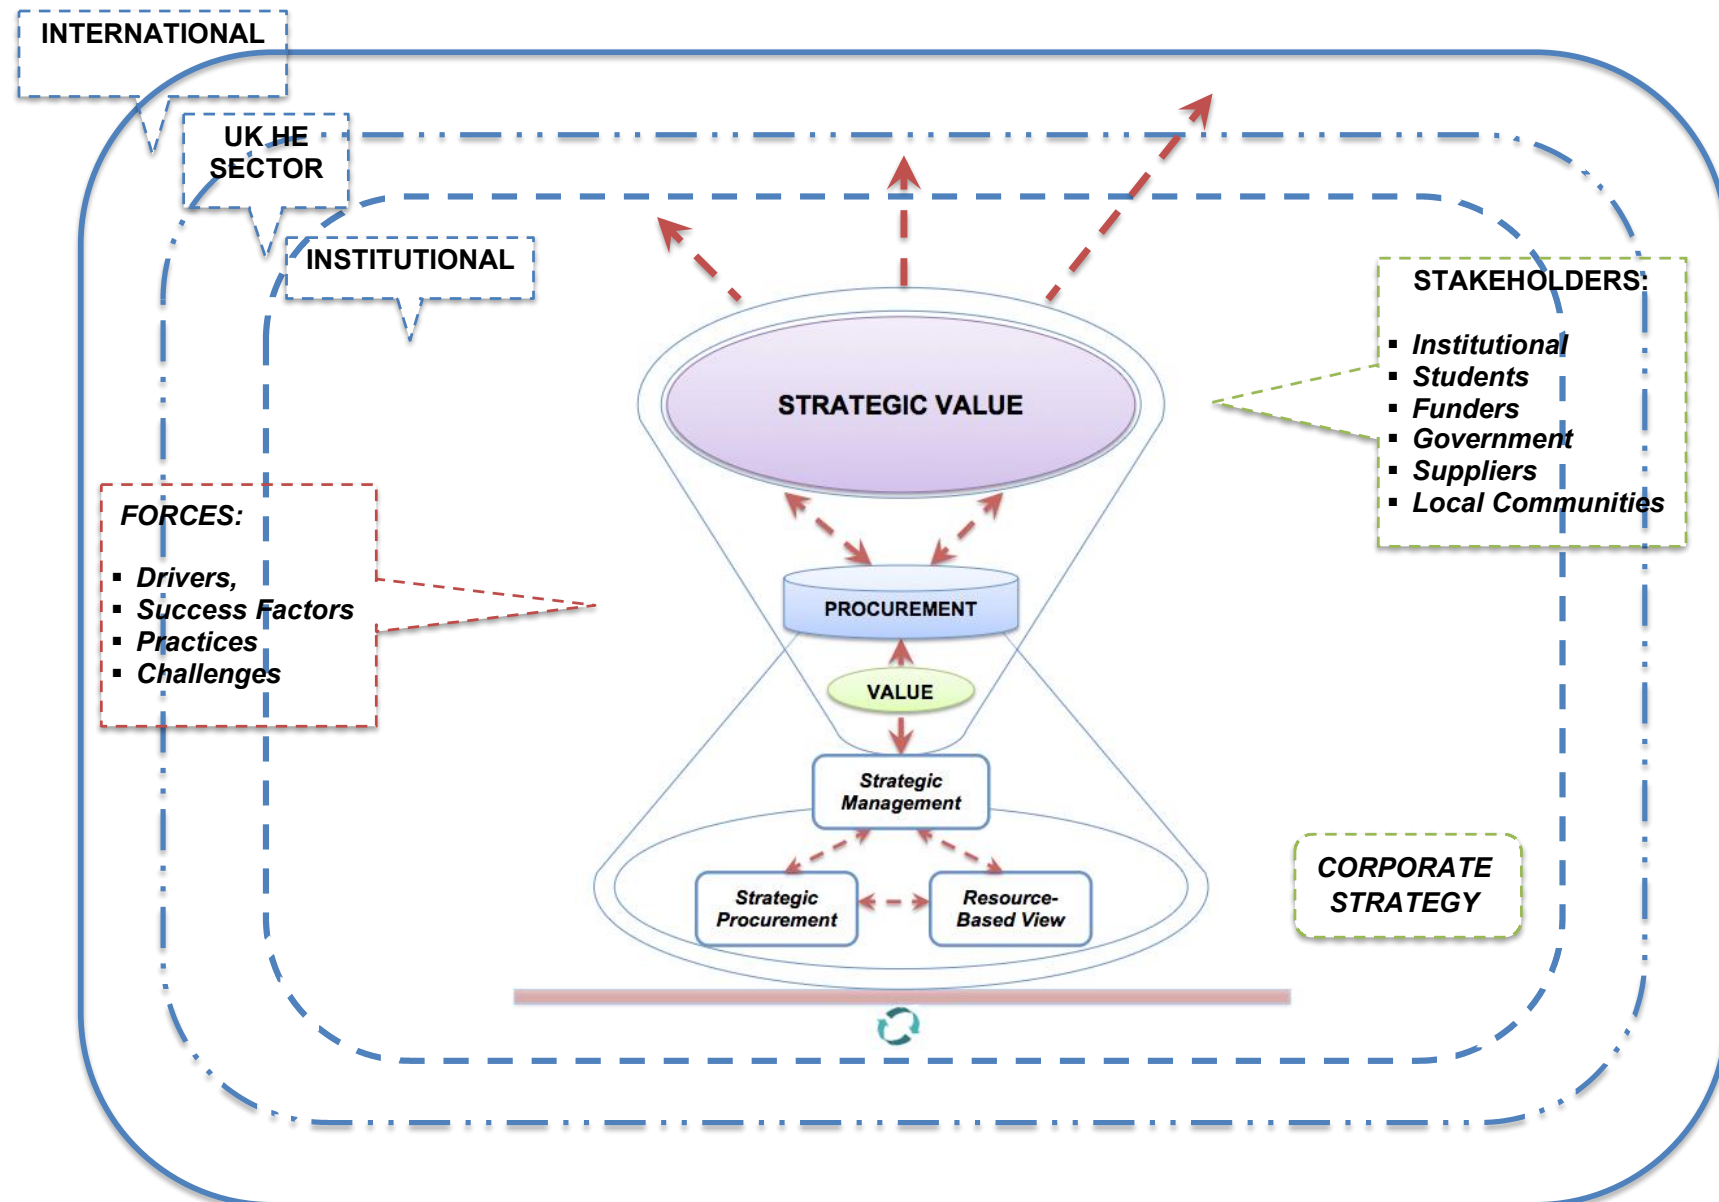 INTERNATIONAL
UK HE
SECTOR
INSTITUTIONAL
STAKEHOLDERS:
▪ Institutional
▪ Students
▪ Funders
▪ Government
▪ Suppliers
▪ Local Communities
STRATEGIC VALUE
FORCES:
▪ Drivers,
▪ Success Factors
▪ Practices
▪ Challenges
PROCUREMENT
VALUE
Strategic
Management
Strategic
Procurement
Resource-
Based View
CORPORATE
STRATEGY